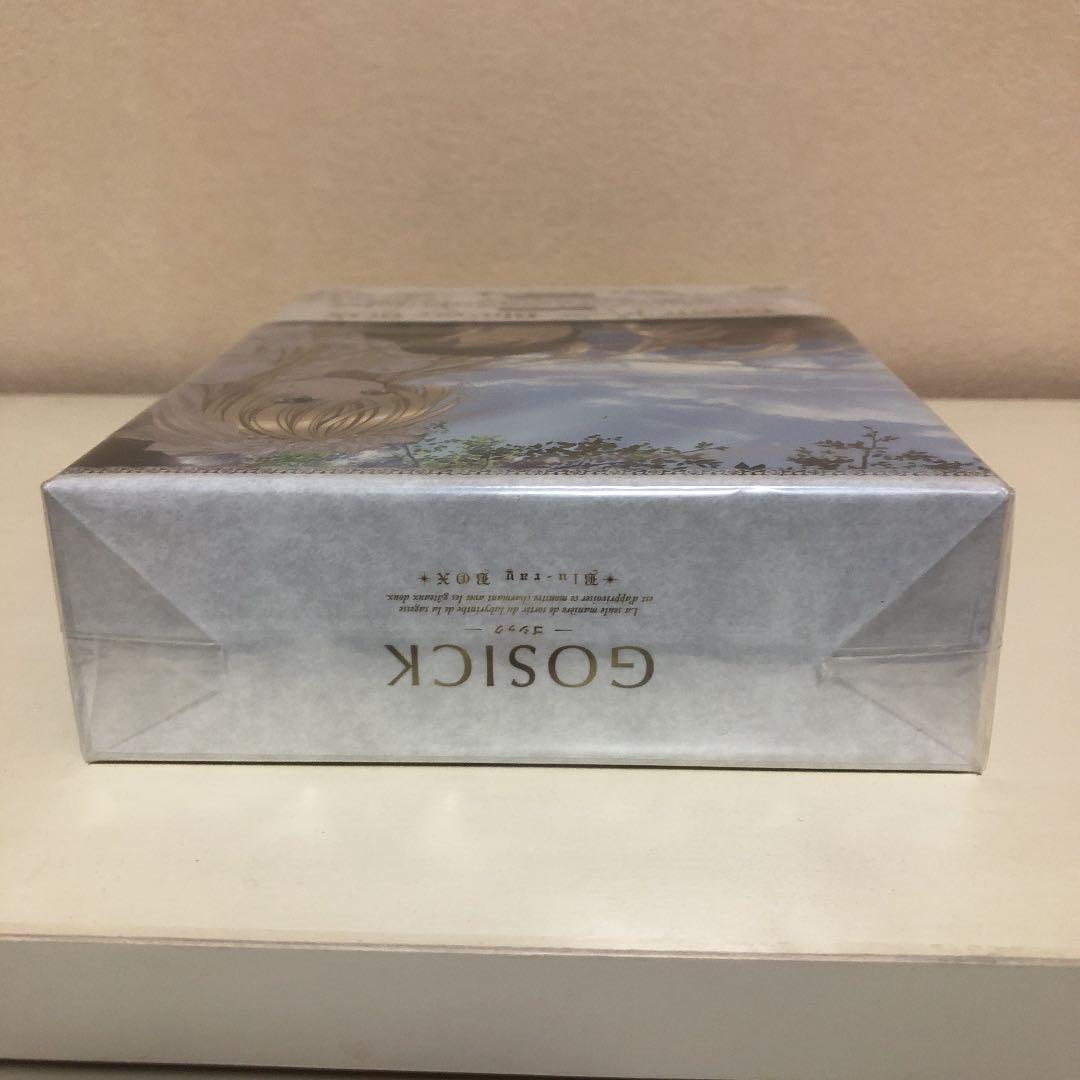 GOSICK
— ゴシック —
La seule manière de sortir du labyrinthe de la sagesse
est d'apprivoiser ce monstre charmant avec les gâteaux doux.
Blu-ray BOX